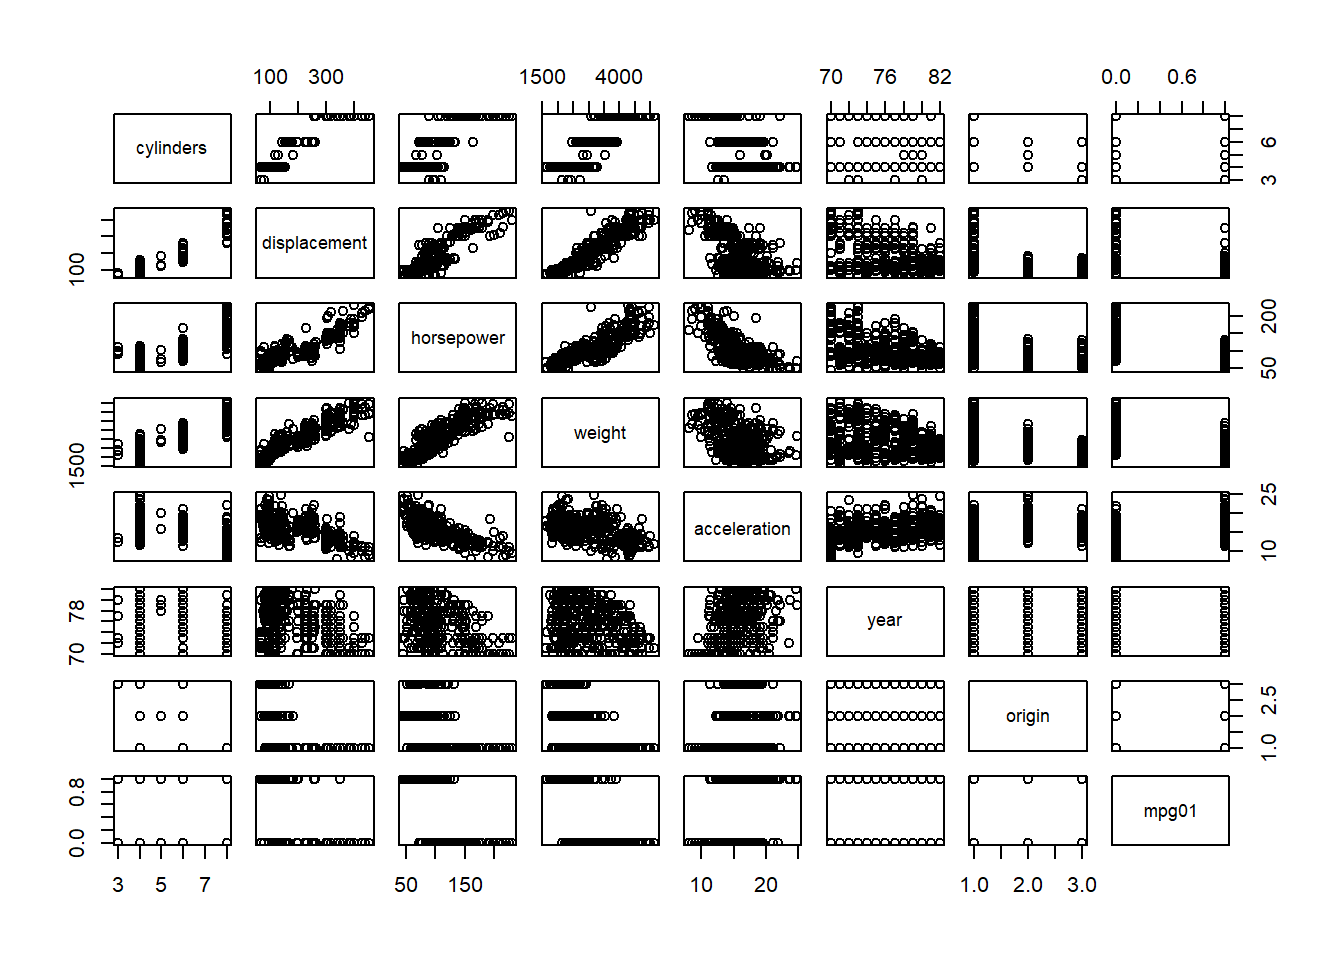 100 300 1500 4000 70 76 82 0.0 0.6
cylinders 3 6
100 displacement
horsepower 50 200
1500 weight
acceleration 10 25
70 78 year
origin 1.0 2.5
0.0 0.8 mpg01
3 5 7 50 150 10 20 1.0 2.0 3.0